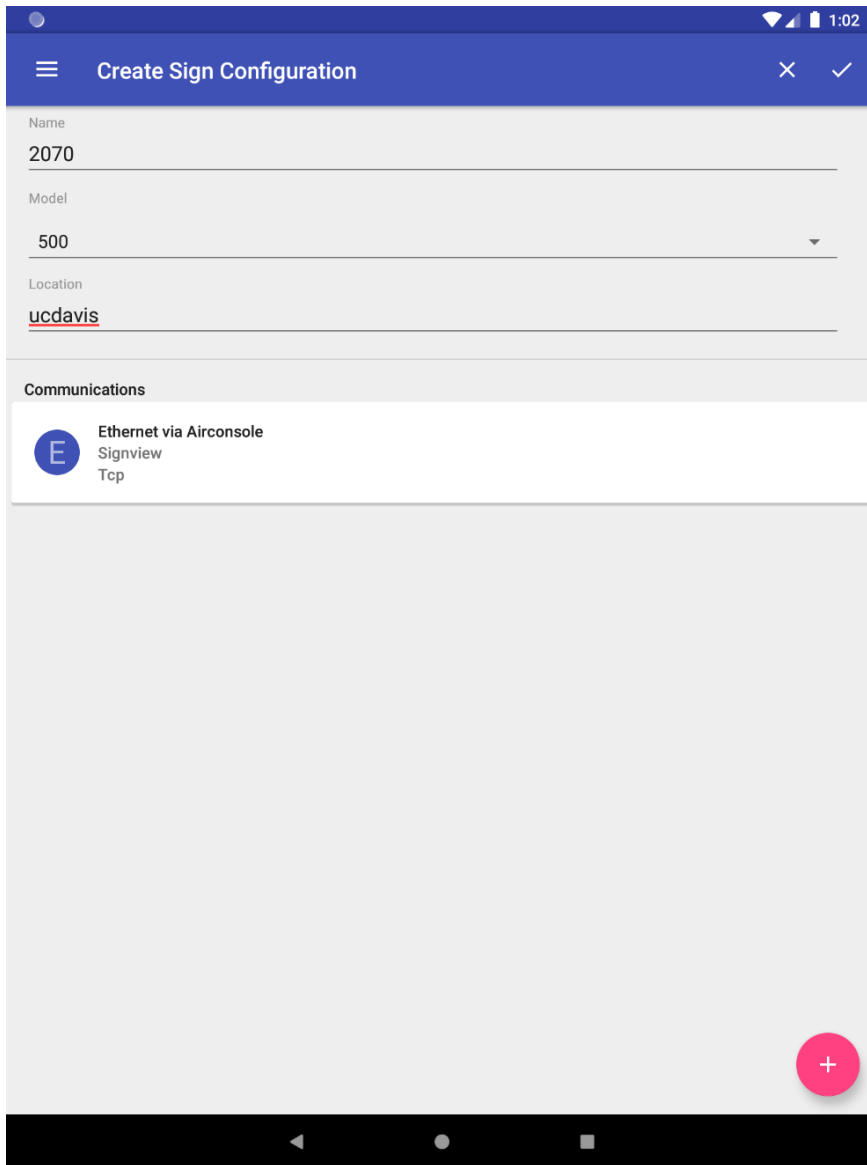 1:02
Create Sign Configuration
Name
2070
Model
500
Location
ucdavis
Communications
E
Ethernet via Airconsole
Signview
Tcp